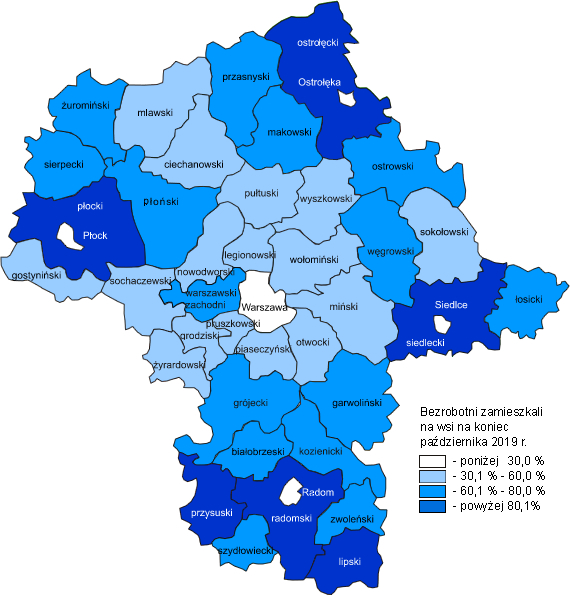 ostrołęcki
Ostrołęka
przasnyski
żuromiński
mlawski
makowski
sierpecki
ciechanowski
ostrowski
płocki
płoński
pułtuski
wyszkowski
Płock
sokołowski
węgrowski
legionowski
wołomiński
gostyniński
sochaczewski
nowodworski
warszawski
zachodni
Warszawa
miński
Siedlce
łosicki
siedlecki
pruszkowski
grodziski
piaseczyński
otwocki
żyrardowski
grójecki
garwoliński
białobrzeski
kozienicki
Radom
przysuski
radomski
zwoleński
szydłowiecki
lipski
Bezrobotni zamieszkali
na wsi na koniec
października 2019 r.
- poniżej 30,0 %
- 30,1 % - 60,0 %
- 60,1 % - 80,0 %
- powyżej 80,1%